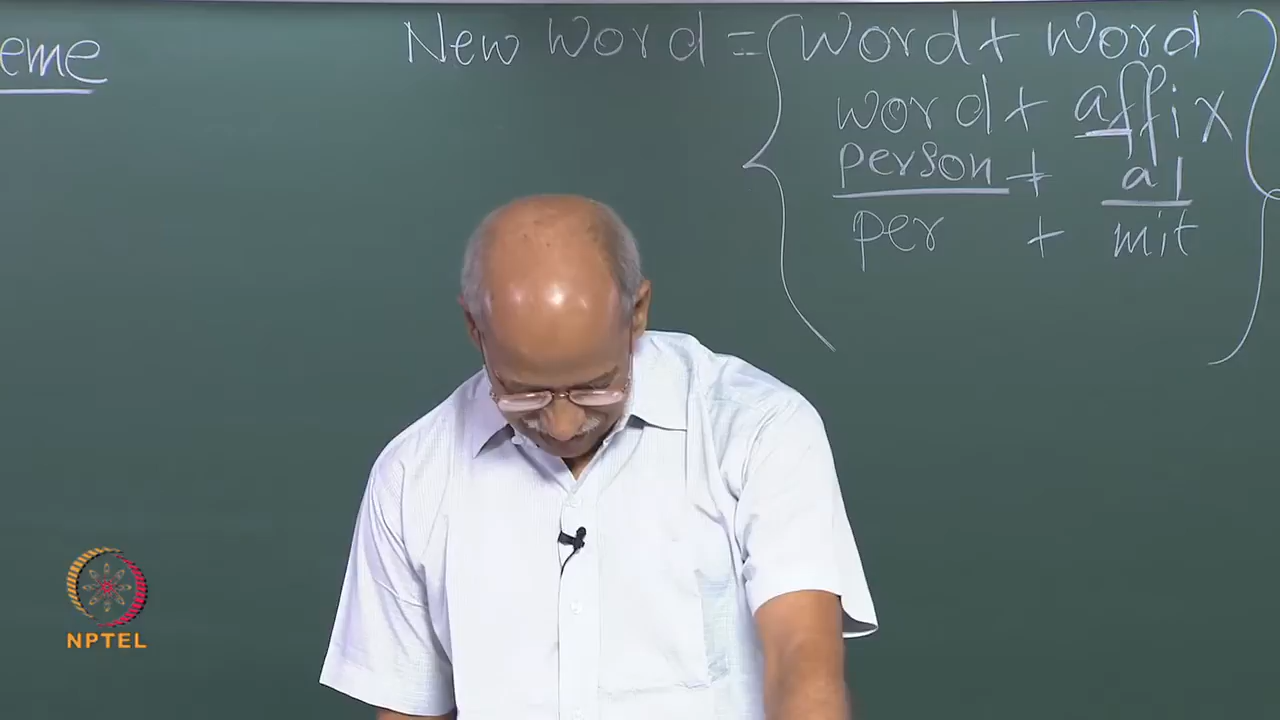 eme
New Word = { word + word
word + affix
person + al
per + mit
NPTEL